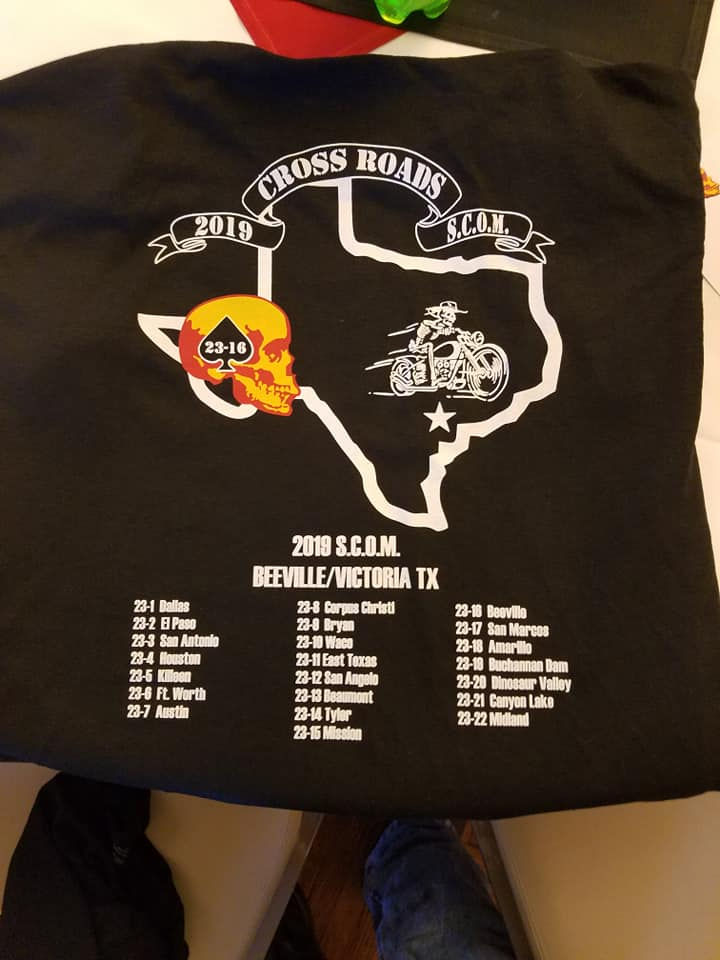 CROSS ROADS
2019
S.C.O.M.
23-16
2019 S.C.O.M.
BEEVILLE/VICTORIA TX
23-1 Dallas
23-2 El Paso
23-3 San Antonio
23-4 Houston
23-5 Killeen
23-6 Ft. Worth
23-7 Austin
23-8 Corpus Christi
23-9 Bryan
23-10 Waco
23-11 East Texas
23-12 San Angelo
23-13 Beaumont
23-14 Tyler
23-15 Mission
23-16 Beeville
23-17 San Marcos
23-18 Amarillo
23-19 Buchannan Dam
23-20 Dinosaur Valley
23-21 Canyon Lake
23-22 Midland